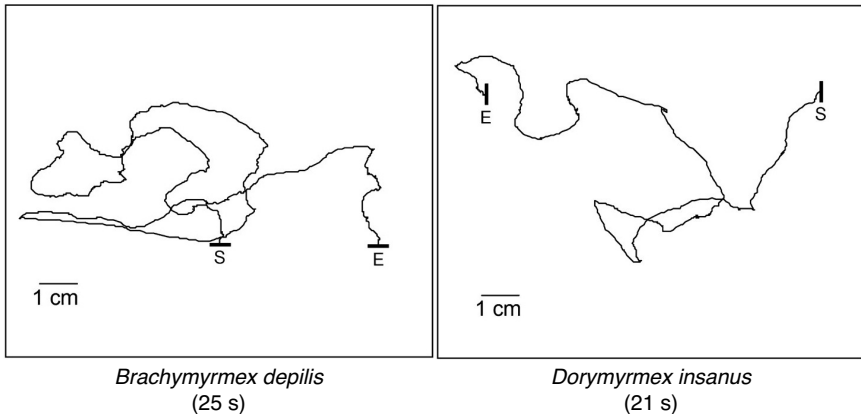 S
E
1 cm
Brachymyrmex depilis
(25 s)
E
S
1 cm
Dorymyrmex insanus
(21 s)